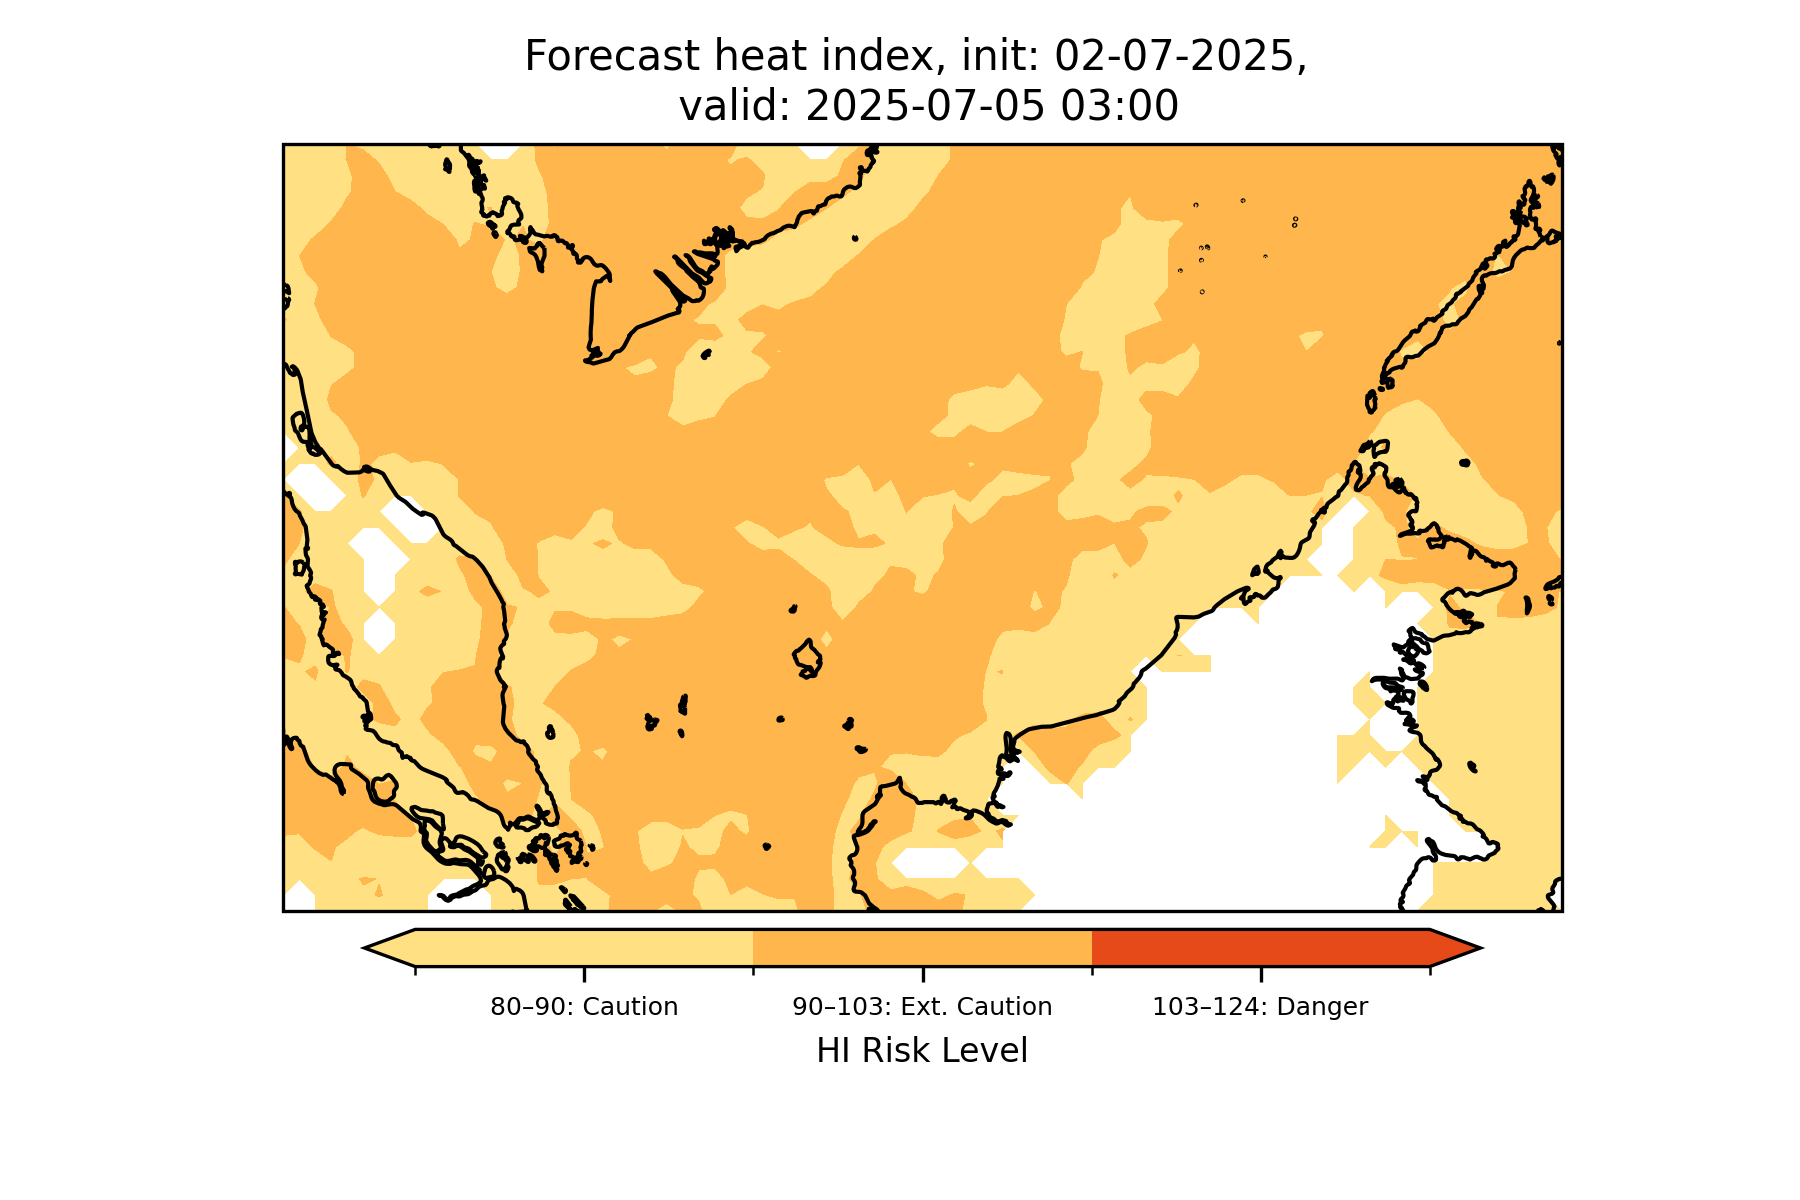 Forecast heat index, init: 02-07-2025,
valid: 2025-07-05 03:00
80–90: Caution
90–103: Ext. Caution
103–124: Danger
HI Risk Level